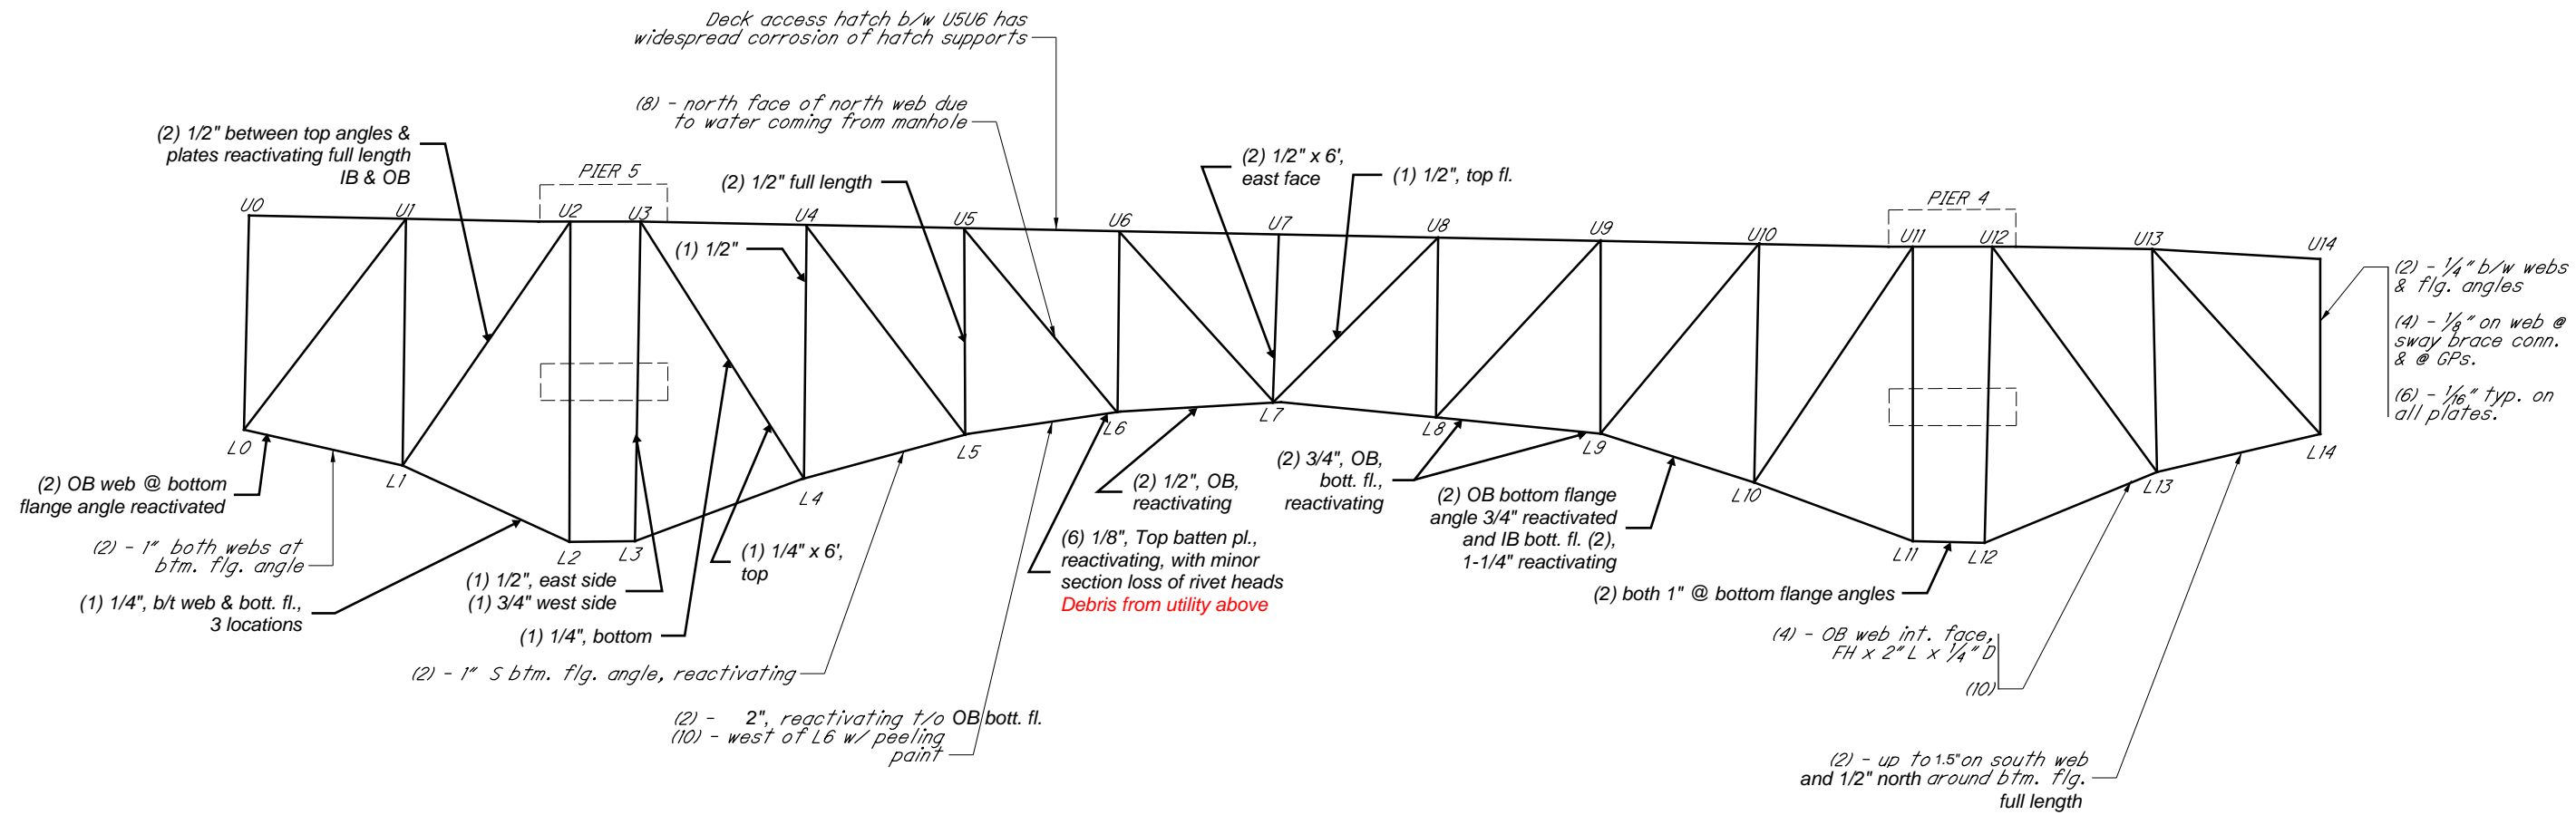 Deck access hatch b/w U5U6 has
widespread corrosion of hatch supports
(8) - north face of north web due
to water coming from manhole
(2) 1/2" between top angles &
plates reactivating full length
IB & OB
PIER 5
(2) 1/2" full length
(2) 1/2" x 6',
east face
(1) 1/2", top fl.
PIER 4
U0
U1
U2
U3
U4
U5
U6
U7
U8
U9
U10
U11
U12
U13
U14
(1) 1/2"
(2) - 1/4" b/w webs
& flg. angles
(4) - 1/8" on web @
sway brace conn.
& @ GPs.
(6) - 1/16" typ. on
all plates.
L0
L1
L2
L3
L4
L5
L6
L7
L8
L9
L10
L11
L12
L13
L14
(2) OB web @ bottom
flange angle reactivated
(2) - 1" both webs at
btm. flg. angle
(1) 1/4", b/t web & bott. fl.,
3 locations
(1) 1/2", east side
(1) 3/4" west side
(1) 1/4", bottom
(1) 1/4" x 6',
top
(2) - 1" S btm. flg. angle, reactivating
(2) - 2", reactivating t/o OB bott. fl.
(10) - west of L6 w/ peeling
paint
(2) 1/2", OB,
reactivating
(6) 1/8", Top batten pl.,
reactivating, with minor
section loss of rivet heads
Debris from utility above
(2) 3/4", OB,
bott. fl.,
reactivating
(2) OB bottom flange
angle 3/4" reactivated
and IB bott. fl. (2),
1-1/4" reactivating
(2) both 1" @ bottom flange angles
(4) - OB web int. face,
FH x 2" L x 1/4" D
(10)
(2) - up to 1.5" on south web
and 1/2" north around btm. flg.
full length